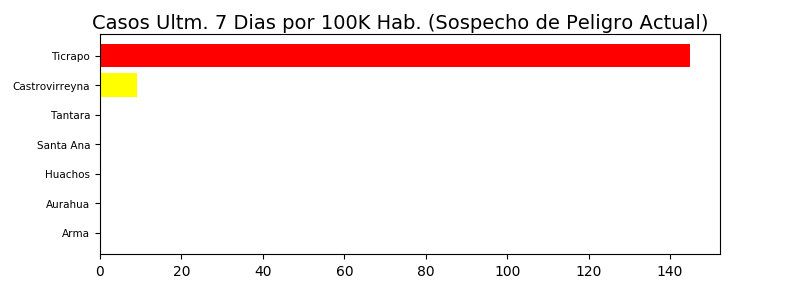 Casos Ultm. 7 Dias por 100K Hab. (Sospecho de Peligro Actual)
Ticrapo
Castrovirreyna
Tantara
Santa Ana
Huachos
Aurahua
Arma
0 20 40 60 80 100 120 140